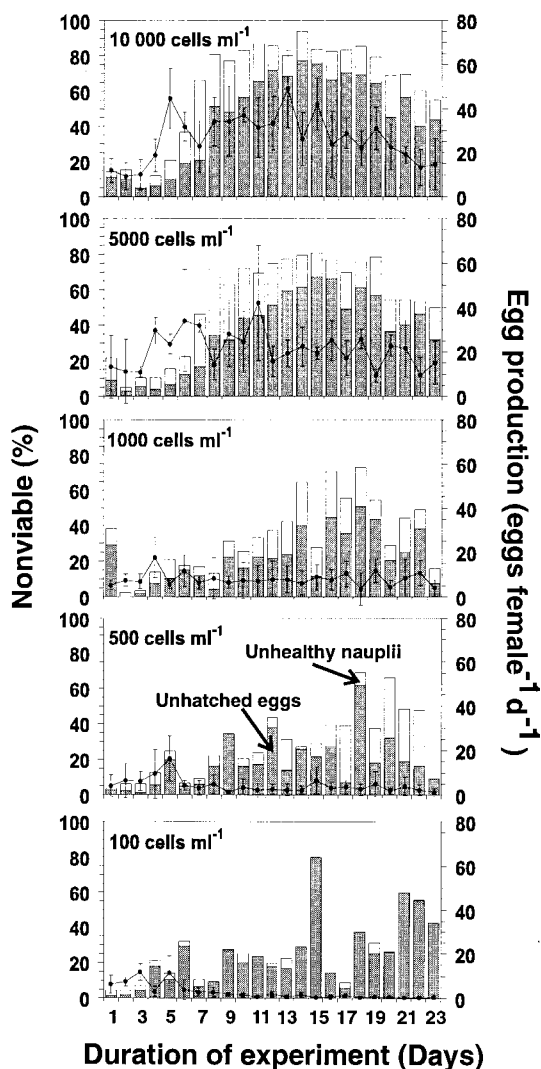 Nonviable (%)
Egg production (eggs female⁻¹ d⁻¹)
100 80 60 40 20 0
10 000 cells ml⁻¹
80 60 40 20 0
100 80 60 40 20 0
5000 cells ml⁻¹
80 60 40 20 0
100 80 60 40 20 0
1000 cells ml⁻¹
80 60 40 20 0
100 80 60 40 20 0
500 cells ml⁻¹
Unhealthy nauplii
Unhatched eggs
80 60 40 20 0
100 80 60 40 20 0
100 cells ml⁻¹
80 60 40 20 0
1 3 5 7 9 11 13 15 17 19 21 23
Duration of experiment (Days)